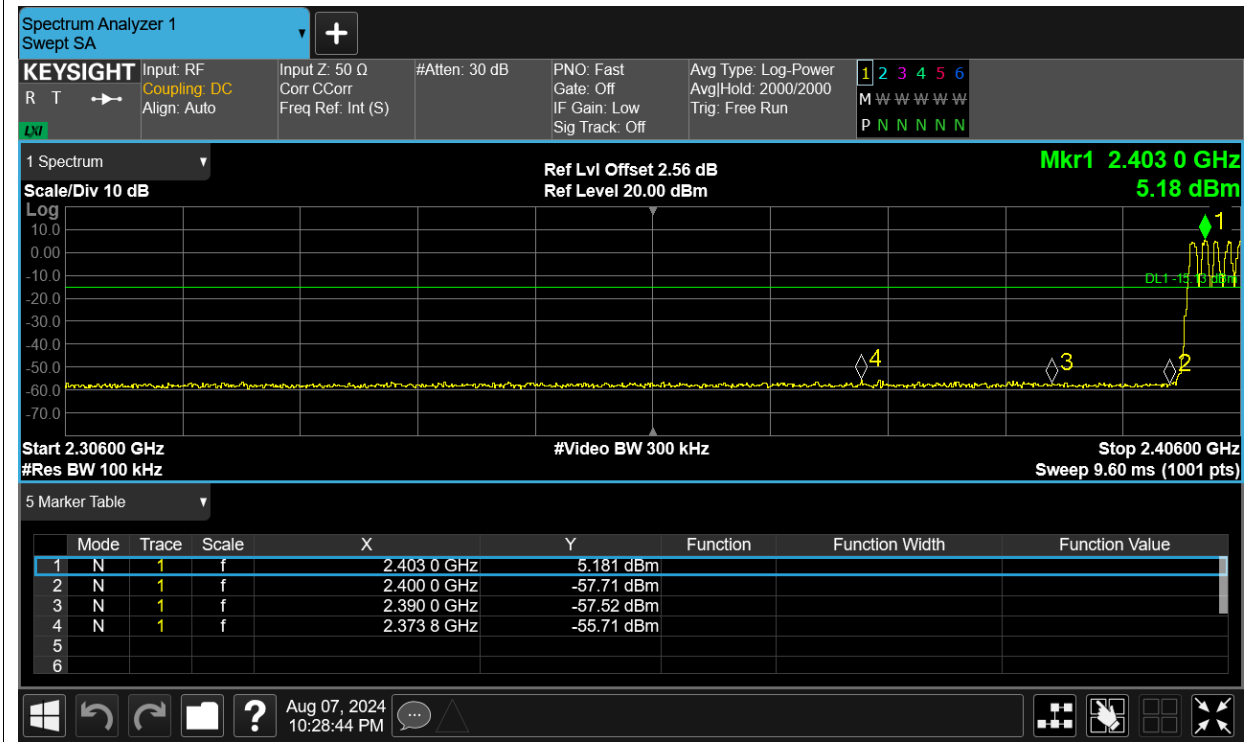 Spectrum Analyzer 1
Swept SA
KEYSIGHT Input: RF Input Z: 50 Ω #Atten: 30 dB PNO: Fast Avg Type: Log-Power 1 2 3 4 5 6
R T Coupling: DC Corr CCorr Gate: Off Avg|Hold: 2000/2000 M W W W W W
Align: Auto Freq Ref: Int (S) IF Gain: Low Trig: Free Run
LXI Sig Track: Off P N N N N N
1 Spectrum Ref Lvl Offset 2.56 dB Mkr1 2.403 0 GHz
Scale/Div 10 dB Ref Level 20.00 dBm 5.18 dBm
Log
1
10.0
0.00
-10.0
DL1 -15.13 dBm
-20.0
-30.0
-40.0
4 3 2
-50.0
-60.0
-70.0
Start 2.30600 GHz #Video BW 300 kHz Stop 2.40600 GHz
#Res BW 100 kHz Sweep 9.60 ms (1001 pts)
5 Marker Table
Mode Trace Scale X Y Function Function Width Function Value
1 N 1 f 2.403 0 GHz 5.181 dBm
2 N 1 f 2.400 0 GHz -57.71 dBm
3 N 1 f 2.390 0 GHz -57.52 dBm
4 N 1 f 2.373 8 GHz -55.71 dBm
5
6
? Aug 07, 2024
10:28:44 PM